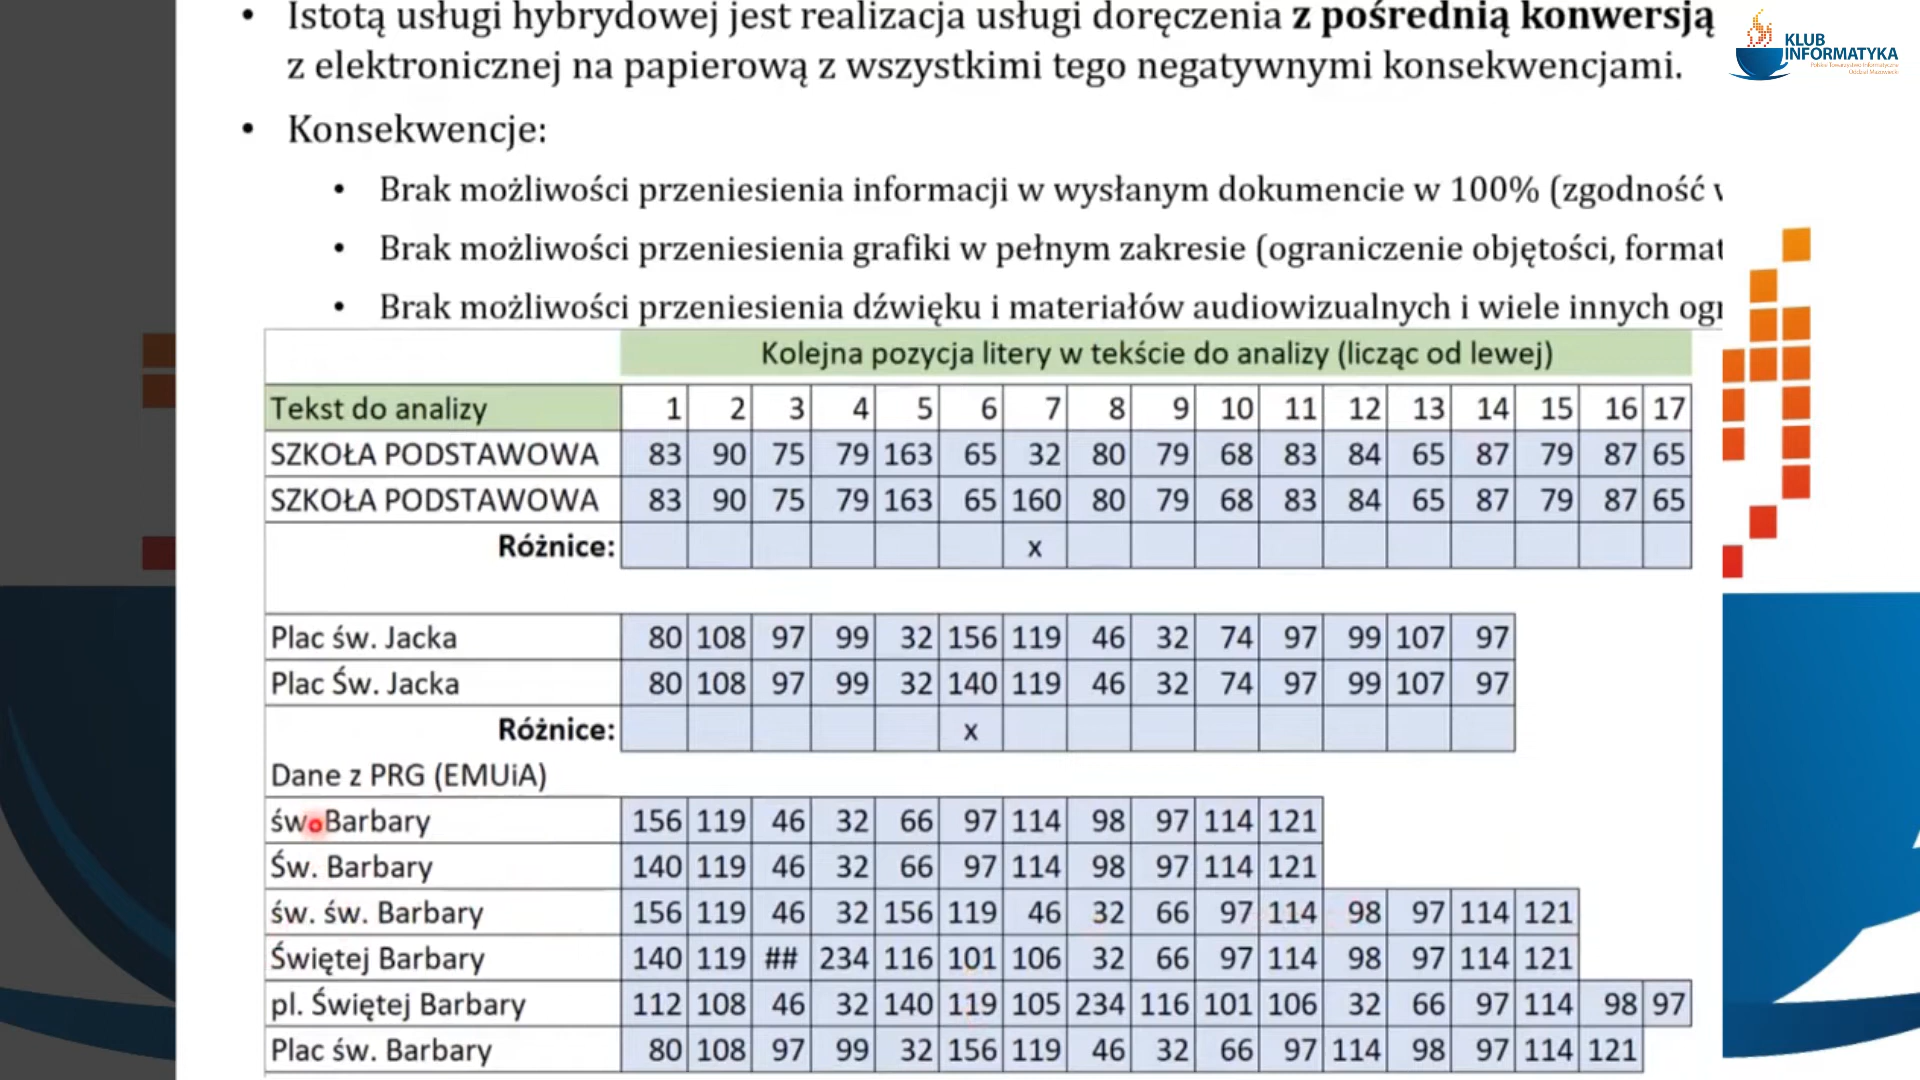 • Istotą usługi hybrydowej jest realizacja usługi doręczenia z pośrednią konwersją
z elektronicznej na papierową z wszystkimi tego negatywnymi konsekwencjami.
KLUB
INFORMATYKA
Polskie Towarzystwo Informatyczne
Oddział Mazowiecki
• Konsekwencje:
• Brak możliwości przeniesienia informacji w wysłanym dokumencie w 100% (zgodność
• Brak możliwości przeniesienia grafiki w pełnym zakresie (ograniczenie objętości, format
• Brak możliwości przeniesienia dźwięku i materiałów audiowizualnych i wiele innych
Kolejna pozycja litery w tekście do analizy (licząc od lewej)
Tekst do analizy 1 2 3 4 5 6 7 8 9 10 11 12 13 14 15 16 17
SZKOŁA PODSTAWOWA 83 90 75 79 163 65 32 80 79 68 83 84 65 87 79 87 65
SZKOŁA PODSTAWOWA 83 90 75 79 163 65 160 80 79 68 83 84 65 87 79 87 65
Różnice: x
Plac św. Jacka 80 108 97 99 32 156 119 46 32 74 97 99 107 97
Plac Św. Jacka 80 108 97 99 32 140 119 46 32 74 97 99 107 97
Różnice: x
Dane z PRG (EMUiA)
św. Barbary 156 119 46 32 66 97 114 98 97 114 121
Św. Barbary 140 119 46 32 66 97 114 98 97 114 121
św. św. Barbary 156 119 46 32 156 119 46 32 66 97 114 98 97 114 121
Świętej Barbary 140 119 ## 234 116 101 106 32 66 97 114 98 97 114 121
pl. Świętej Barbary 112 108 46 32 140 119 105 234 116 101 106 32 66 97 114 98 97
Plac św. Barbary 80 108 97 99 32 156 119 46 32 66 97 114 98 97 114 121